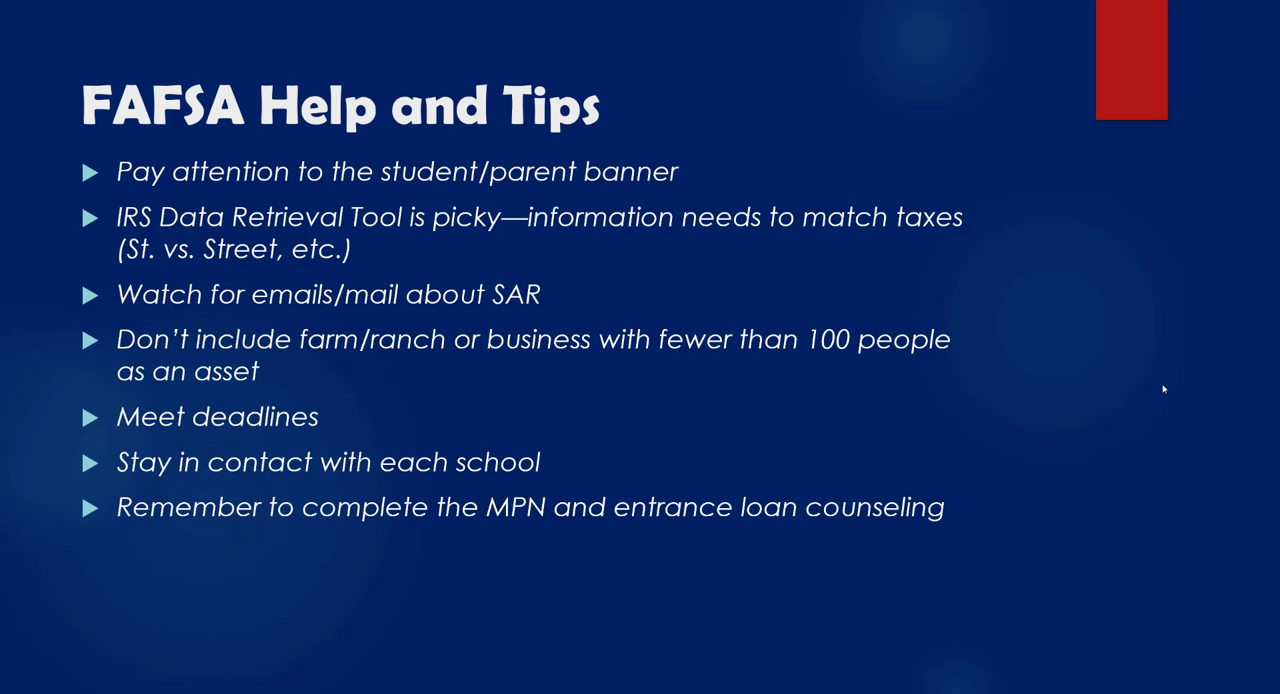 FAFSA Help and Tips
Pay attention to the student/parent banner
IRS Data Retrieval Tool is picky—information needs to match taxes
(St. vs. Street, etc.)
Watch for emails/mail about SAR
Don’t include farm/ranch or business with fewer than 100 people
as an asset
Meet deadlines
Stay in contact with each school
Remember to complete the MPN and entrance loan counseling